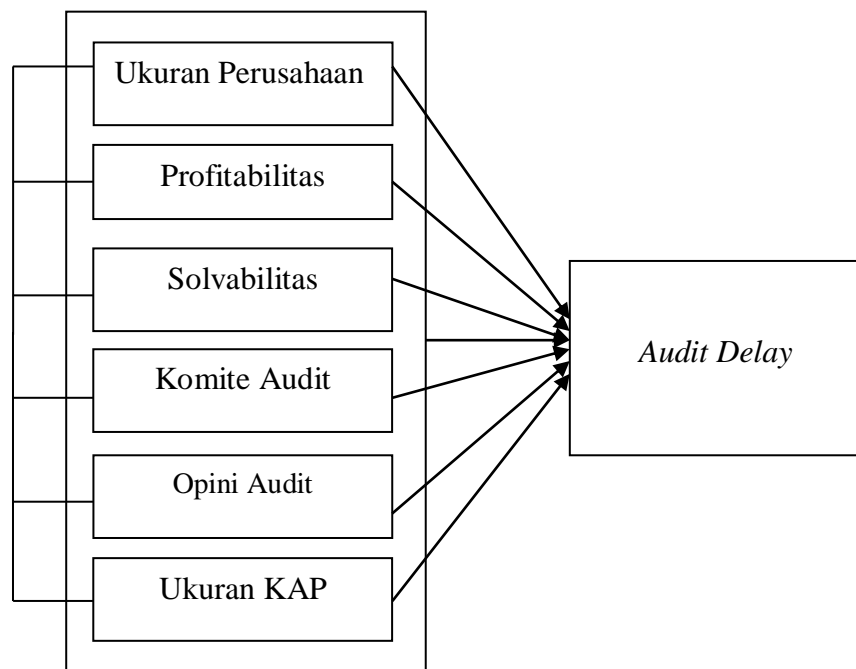 Ukuran Perusahaan
Profitabilitas
Solvabilitas
Komite Audit
Opini Audit
Ukuran KAP
Audit Delay